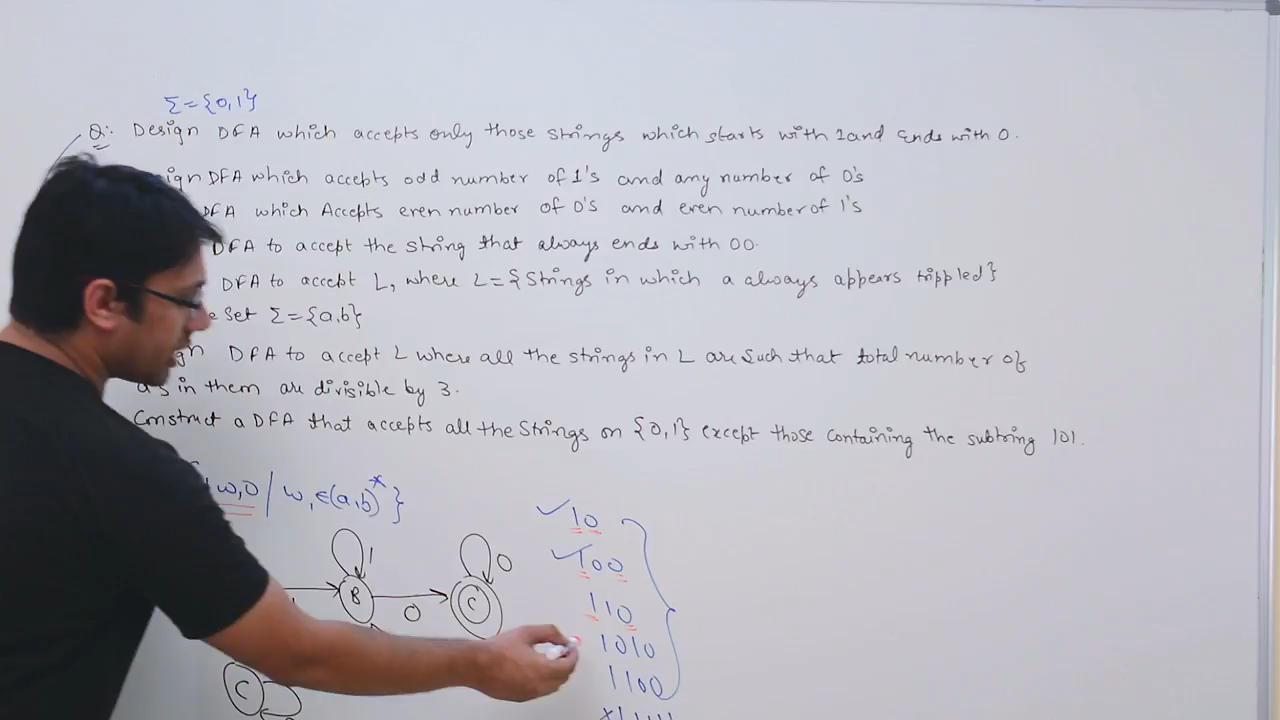 Σ={0,1}
Q: Design DFA which accepts only those strings which starts with 1 and Ends with 0.
ign DFA which accepts odd number of 1's and any number of 0's
DFA which Accepts even number of 0's and even number of 1's
DFA to accept the string that always ends with 00.
DFA to accept L, where L={Strings in which a always appears trippled}
e Set Σ={a,b}
gn DFA to accept L where all the strings in L are Such that total number of
a's in them are divisible by 3.
Construct a DFA that accepts all the Strings on {0,1} except those containing the substring 101.
w,0 | w,∈(a,b)* }
10
100
110
1010
1100
1
0
B
0
C
C